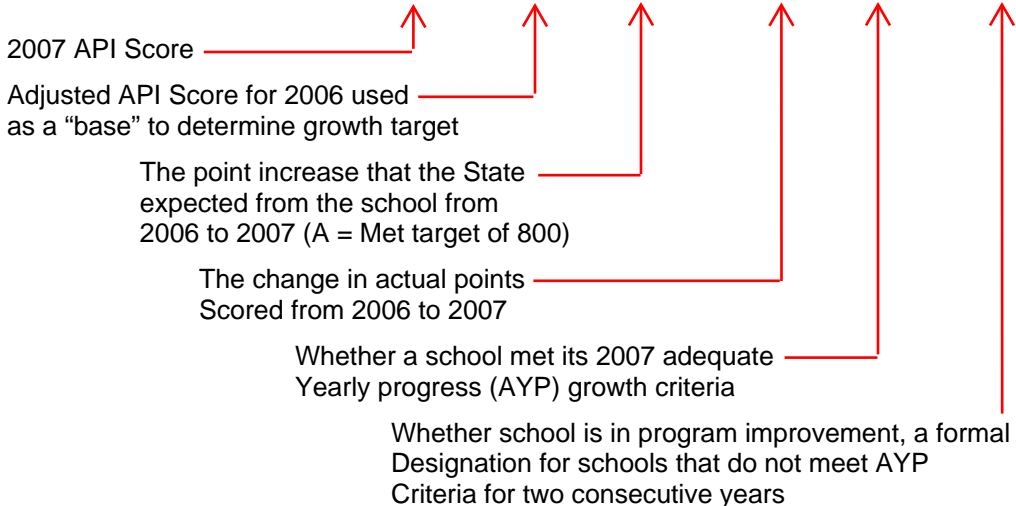 2007 API Score
Adjusted API Score for 2006 used
as a “base” to determine growth target
The point increase that the State
expected from the school from
2006 to 2007 (A = Met target of 800)
The change in actual points
Scored from 2006 to 2007
Whether a school met its 2007 adequate
Yearly progress (AYP) growth criteria
Whether school is in program improvement, a formal
Designation for schools that do not meet AYP
Criteria for two consecutive years